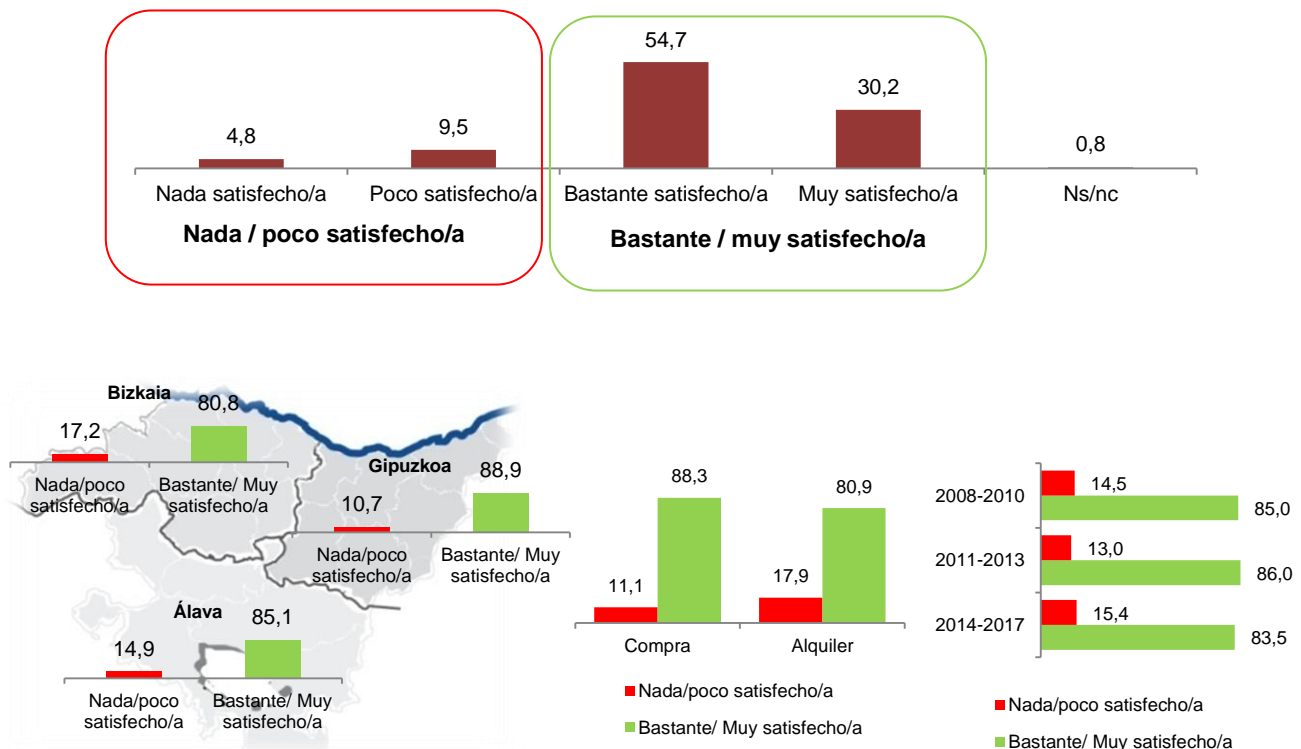 54,7
30,2
9,5
4,8
0,8
Nada satisfecho/a Poco satisfecho/a Bastante satisfecho/a Muy satisfecho/a Ns/nc
Nada / poco satisfecho/a Bastante / muy satisfecho/a
Bizkaia
80,8
17,2
Nada/poco satisfecho/a
Bastante/ Muy satisfecho/a
Gipuzkoa
88,9
10,7
Nada/poco satisfecho/a
Bastante/ Muy satisfecho/a
Álava
85,1
14,9
Nada/poco satisfecho/a
Bastante/ Muy satisfecho/a
88,3
80,9
11,1
17,9
Compra Alquiler
Nada/poco satisfecho/a
Bastante/ Muy satisfecho/a
2008-2010
14,5
85,0
2011-2013
13,0
86,0
2014-2017
15,4
83,5
Nada/poco satisfecho/a
Bastante/ Muy satisfecho/a